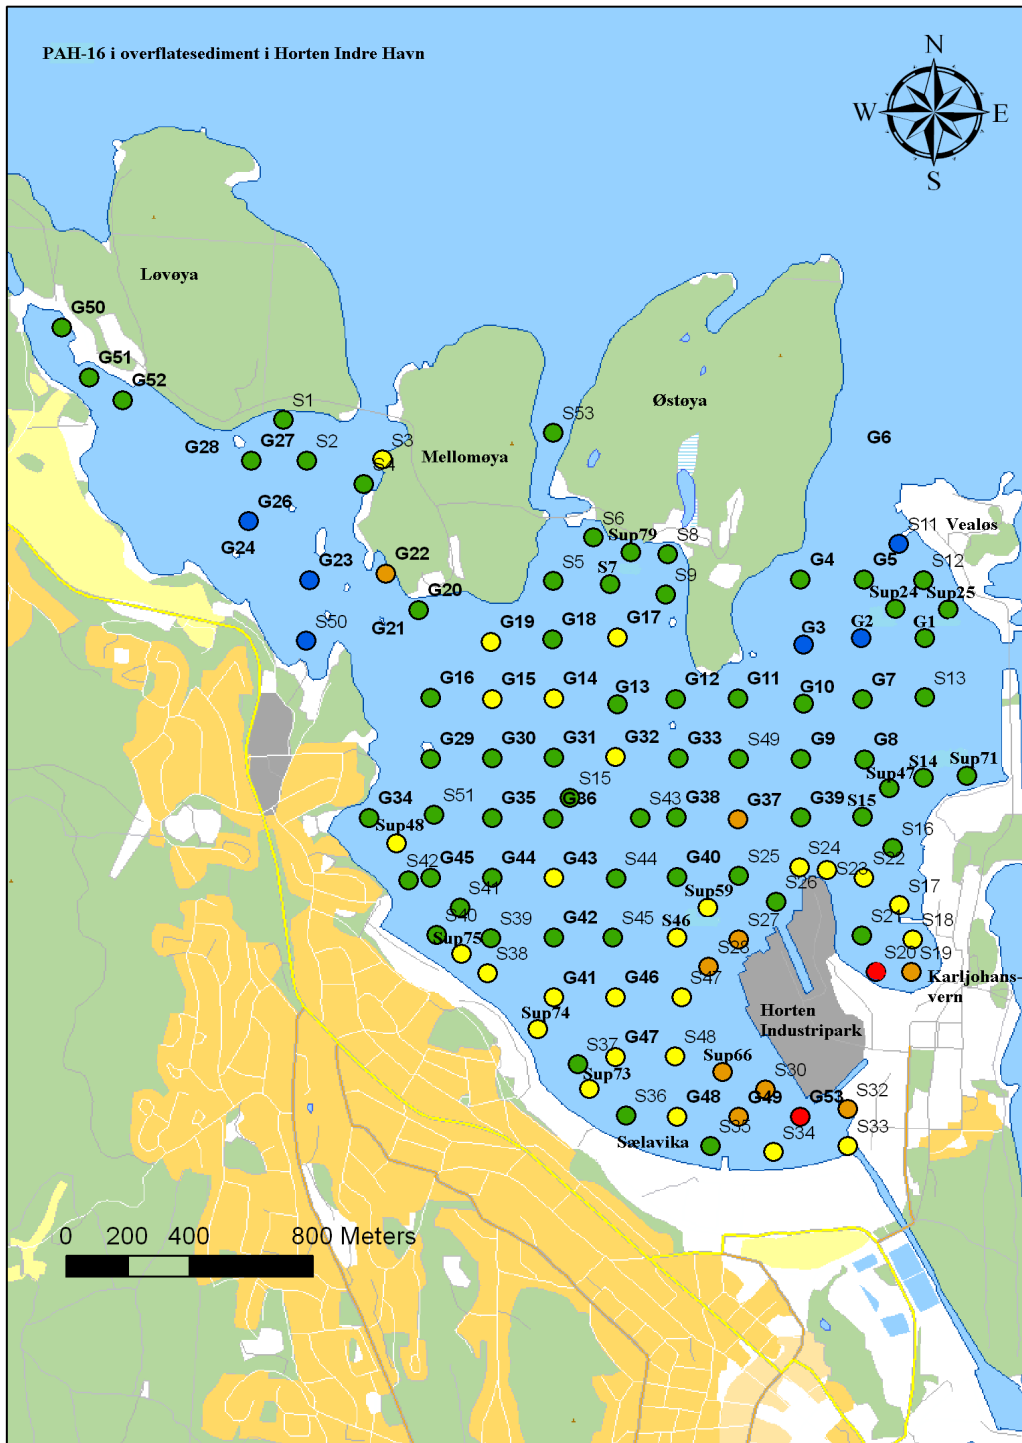 PAH-16 i overflatesediment i Horten Indre Havn
N
W
E
S
Løvøya
G50
G51
G52
S1
Østøya
S53
G28
G27
S2
S3
Mellomøya
G6
S4
G26
S11
Vealøs
G24
S6
Sup79
S8
G23
G22
S5
S7
G4
G5
S12
S9
Sup24
Sup25
G20
S50
G21
G19
G18
G17
G3
G2
G1
G16
G15
G14
G13
G12
G11
G10
G7
S13
G29
G30
G31
G32
G33
S49
G9
G8
S14
Sup71
S15
Sup47
G34
S51
G35
G36
S43
G38
G37
G39
S15
Sup48
S16
S42
G45
G44
G43
S44
G40
S25
S24
S23
S22
S41
Sup59
S26
S17
S40
S39
G42
S45
S46
S27
S21
S18
Sup75
S38
S28
S20
S19
G41
G46
S47
Karljohans-
vern
Sup74
Horten
Industripark
S37
G47
S48
Sup66
Sup73
S30
S36
G48
G49
G53
S32
Sælavika
S35
S34
S33
0 200 400 800 Meters